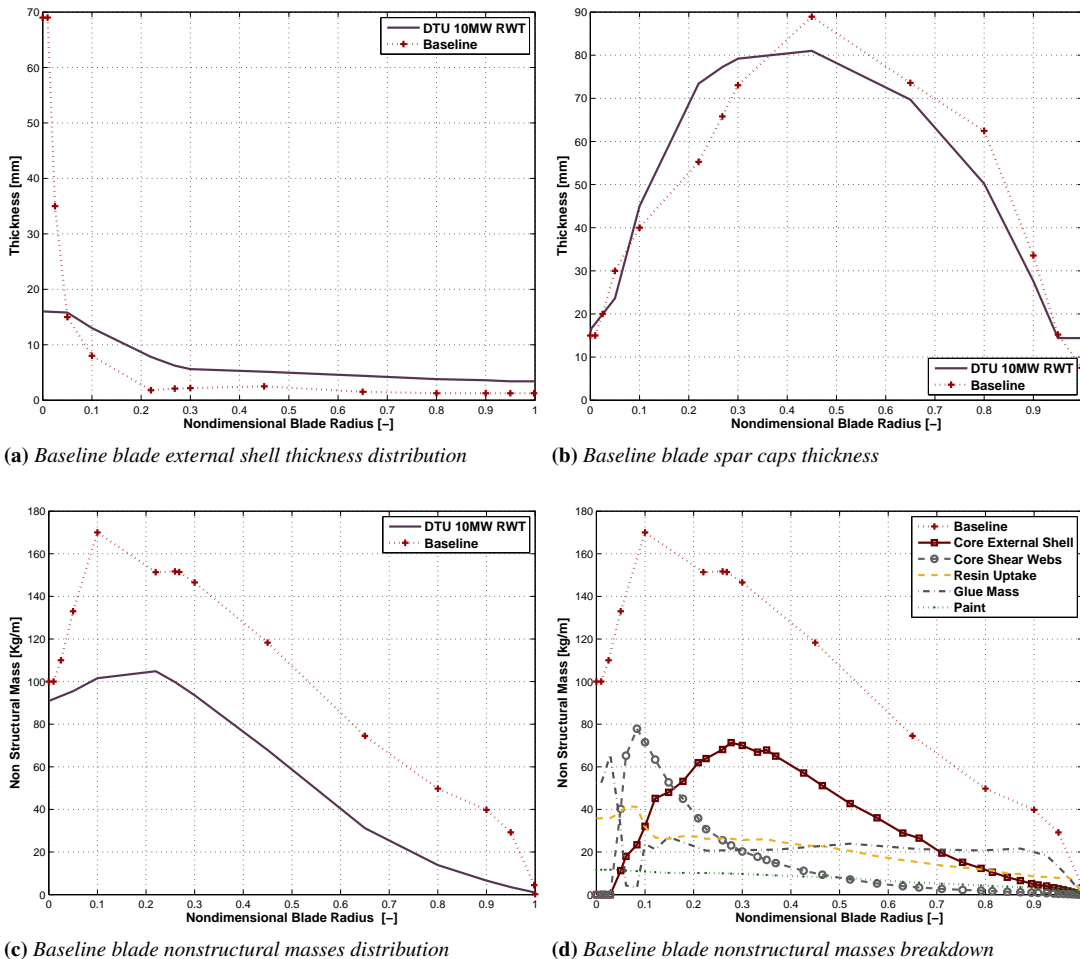 70
60
50
40
30
20
10
0
0 0.1 0.2 0.3 0.4 0.5 0.6 0.7 0.8 0.9 1
Thickness [mm]
Nondimensional Blade Radius [−]
DTU 10MW RWT
Baseline
(a) Baseline blade external shell thickness distribution
90
80
70
60
50
40
30
20
10
0
0 0.1 0.2 0.3 0.4 0.5 0.6 0.7 0.8 0.9
Thickness [mm]
Nondimensional Blade Radius [−]
DTU 10MW RWT
Baseline
(b) Baseline blade spar caps thickness
180
160
140
120
100
80
60
40
20
0
0 0.1 0.2 0.3 0.4 0.5 0.6 0.7 0.8 0.9 1
Non Structural Mass [Kg/m]
Nondimensional Blade Radius [−]
DTU 10MW RWT
Baseline
(c) Baseline blade nonstructural masses distribution
180
160
140
120
100
80
60
40
20
0
0 0.1 0.2 0.3 0.4 0.5 0.6 0.7 0.8 0.9
Non Structural Mass [Kg/m]
Nondimensional Blade Radius [−]
Baseline
Core External Shell
Core Shear Webs
Resin Uptake
Glue Mass
Paint
(d) Baseline blade nonstructural masses breakdown